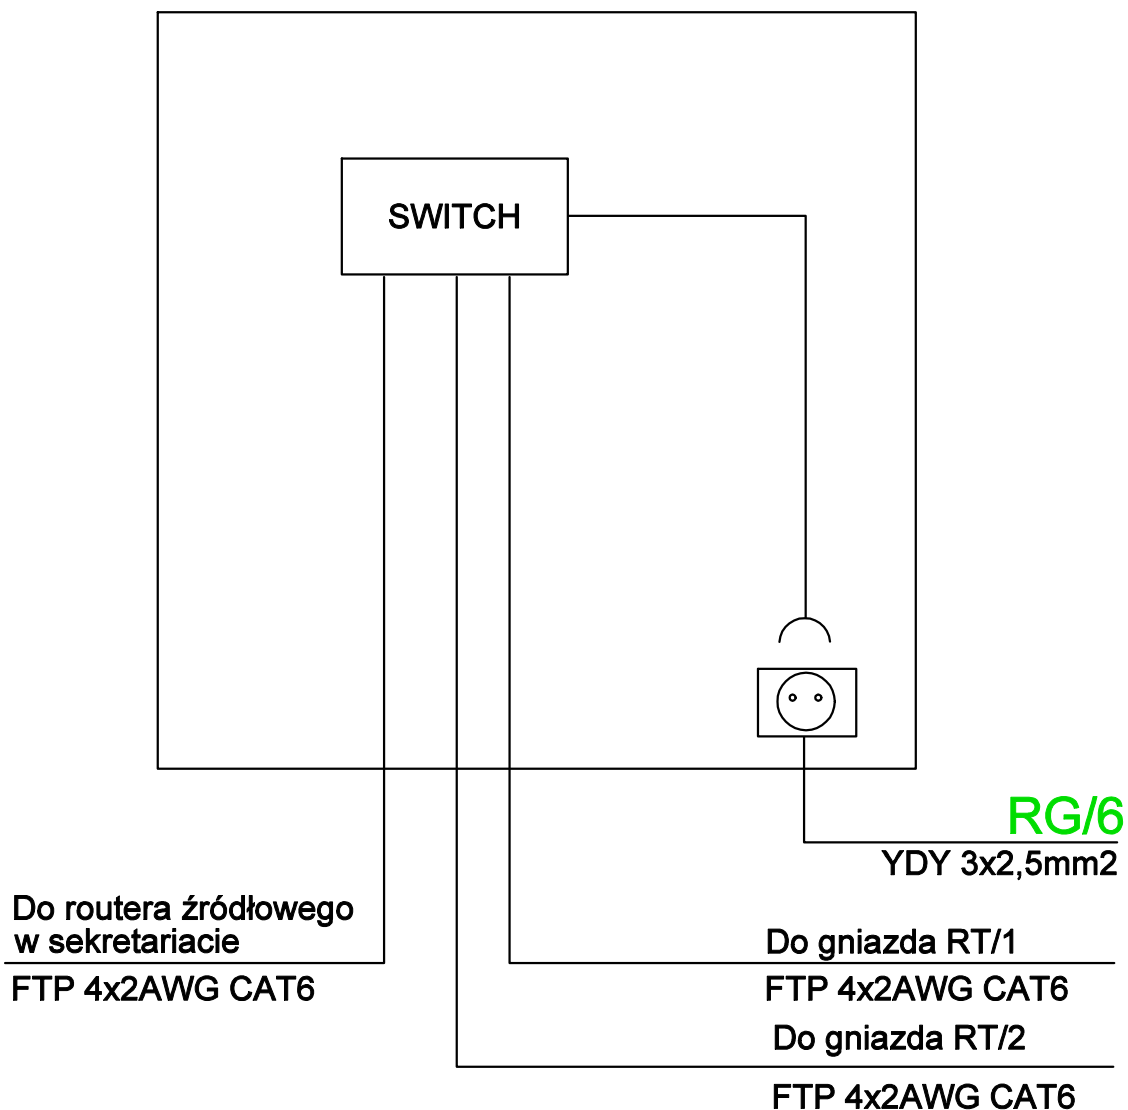 SWITCH
RG/6
YDY 3x2,5mm2
Do routera źródłowego
w sekretariacie
FTP 4x2AWG CAT6
Do gniazda RT/1
FTP 4x2AWG CAT6
Do gniazda RT/2
FTP 4x2AWG CAT6